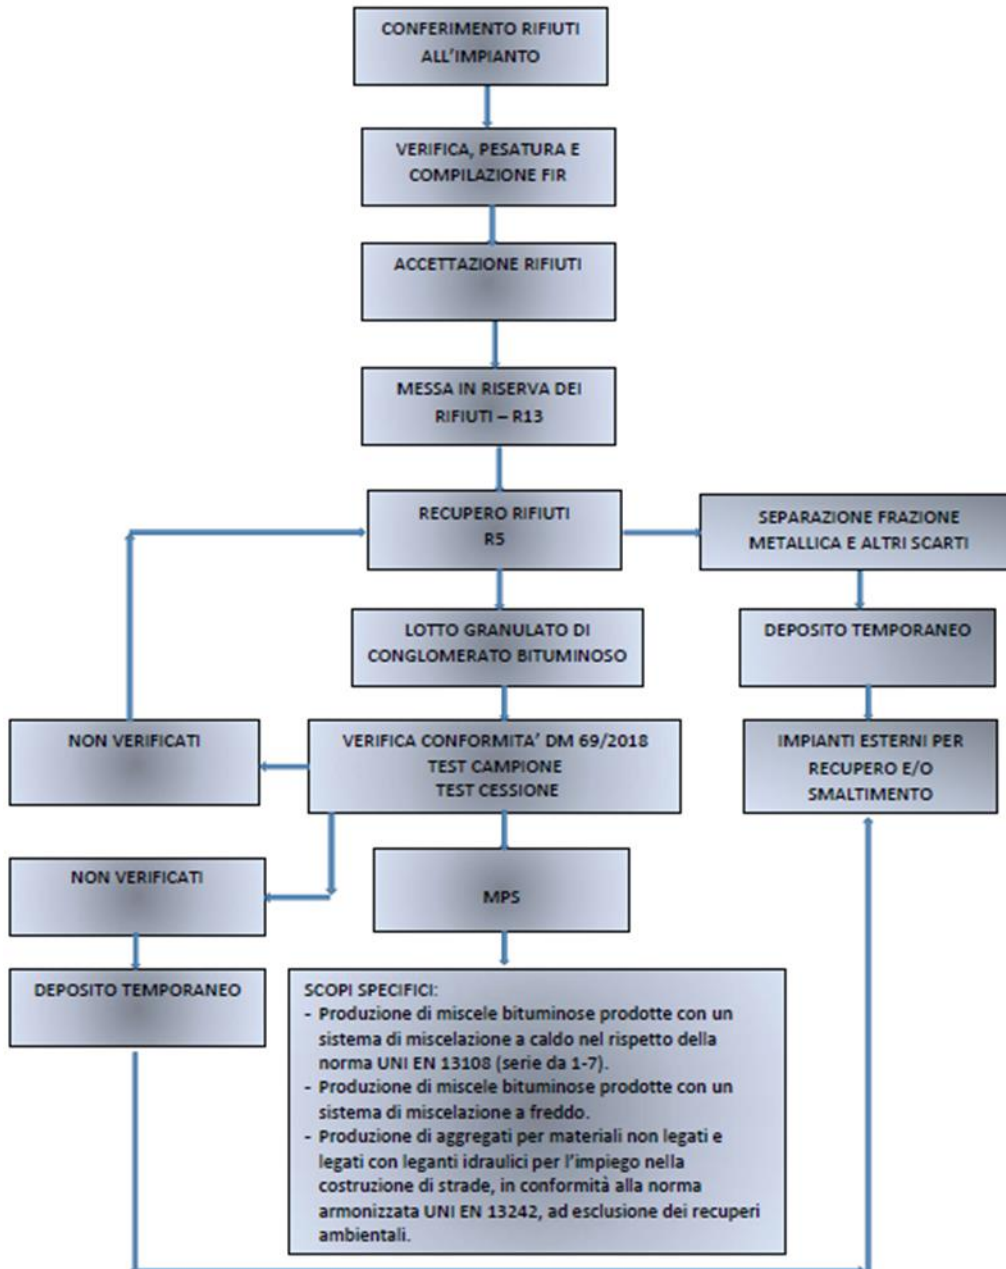 CONFERIMENTO RIFIUTI
ALL'IMPIANTO
VERIFICA, PESATURA E
COMPILAZIONE FIR
ACCETTAZIONE RIFIUTI
MESSA IN RISERVA DEI
RIFIUTI – R13
RECUPERO RIFIUTI
R5
SEPARAZIONE FRAZIONE
METALLICA E ALTRI SCARTI
LOTTO GRANULATO DI
CONGLOMERATO BITUMINOSO
DEPOSITO TEMPORANEO
NON VERIFICATI
VERIFICA CONFORMITA' DM 69/2018
TEST CAMPIONE
TEST CESSIONE
IMPIANTI ESTERNI PER
RECUPERO E/O
SMALTIMENTO
NON VERIFICATI
MPS
DEPOSITO TEMPORANEO
SCOPI SPECIFICI:
- Produzione di miscele bituminose prodotte con un
sistema di miscelazione a caldo nel rispetto della
norma UNI EN 13108 (serie da 1-7).
- Produzione di miscele bituminose prodotte con un
sistema di miscelazione a freddo.
- Produzione di aggregati per materiali non legati e
legati con leganti idraulici per l'impiego nella
costruzione di strade, in conformità alla norma
armonizzata UNI EN 13242, ad esclusione dei recuperi
ambientali.